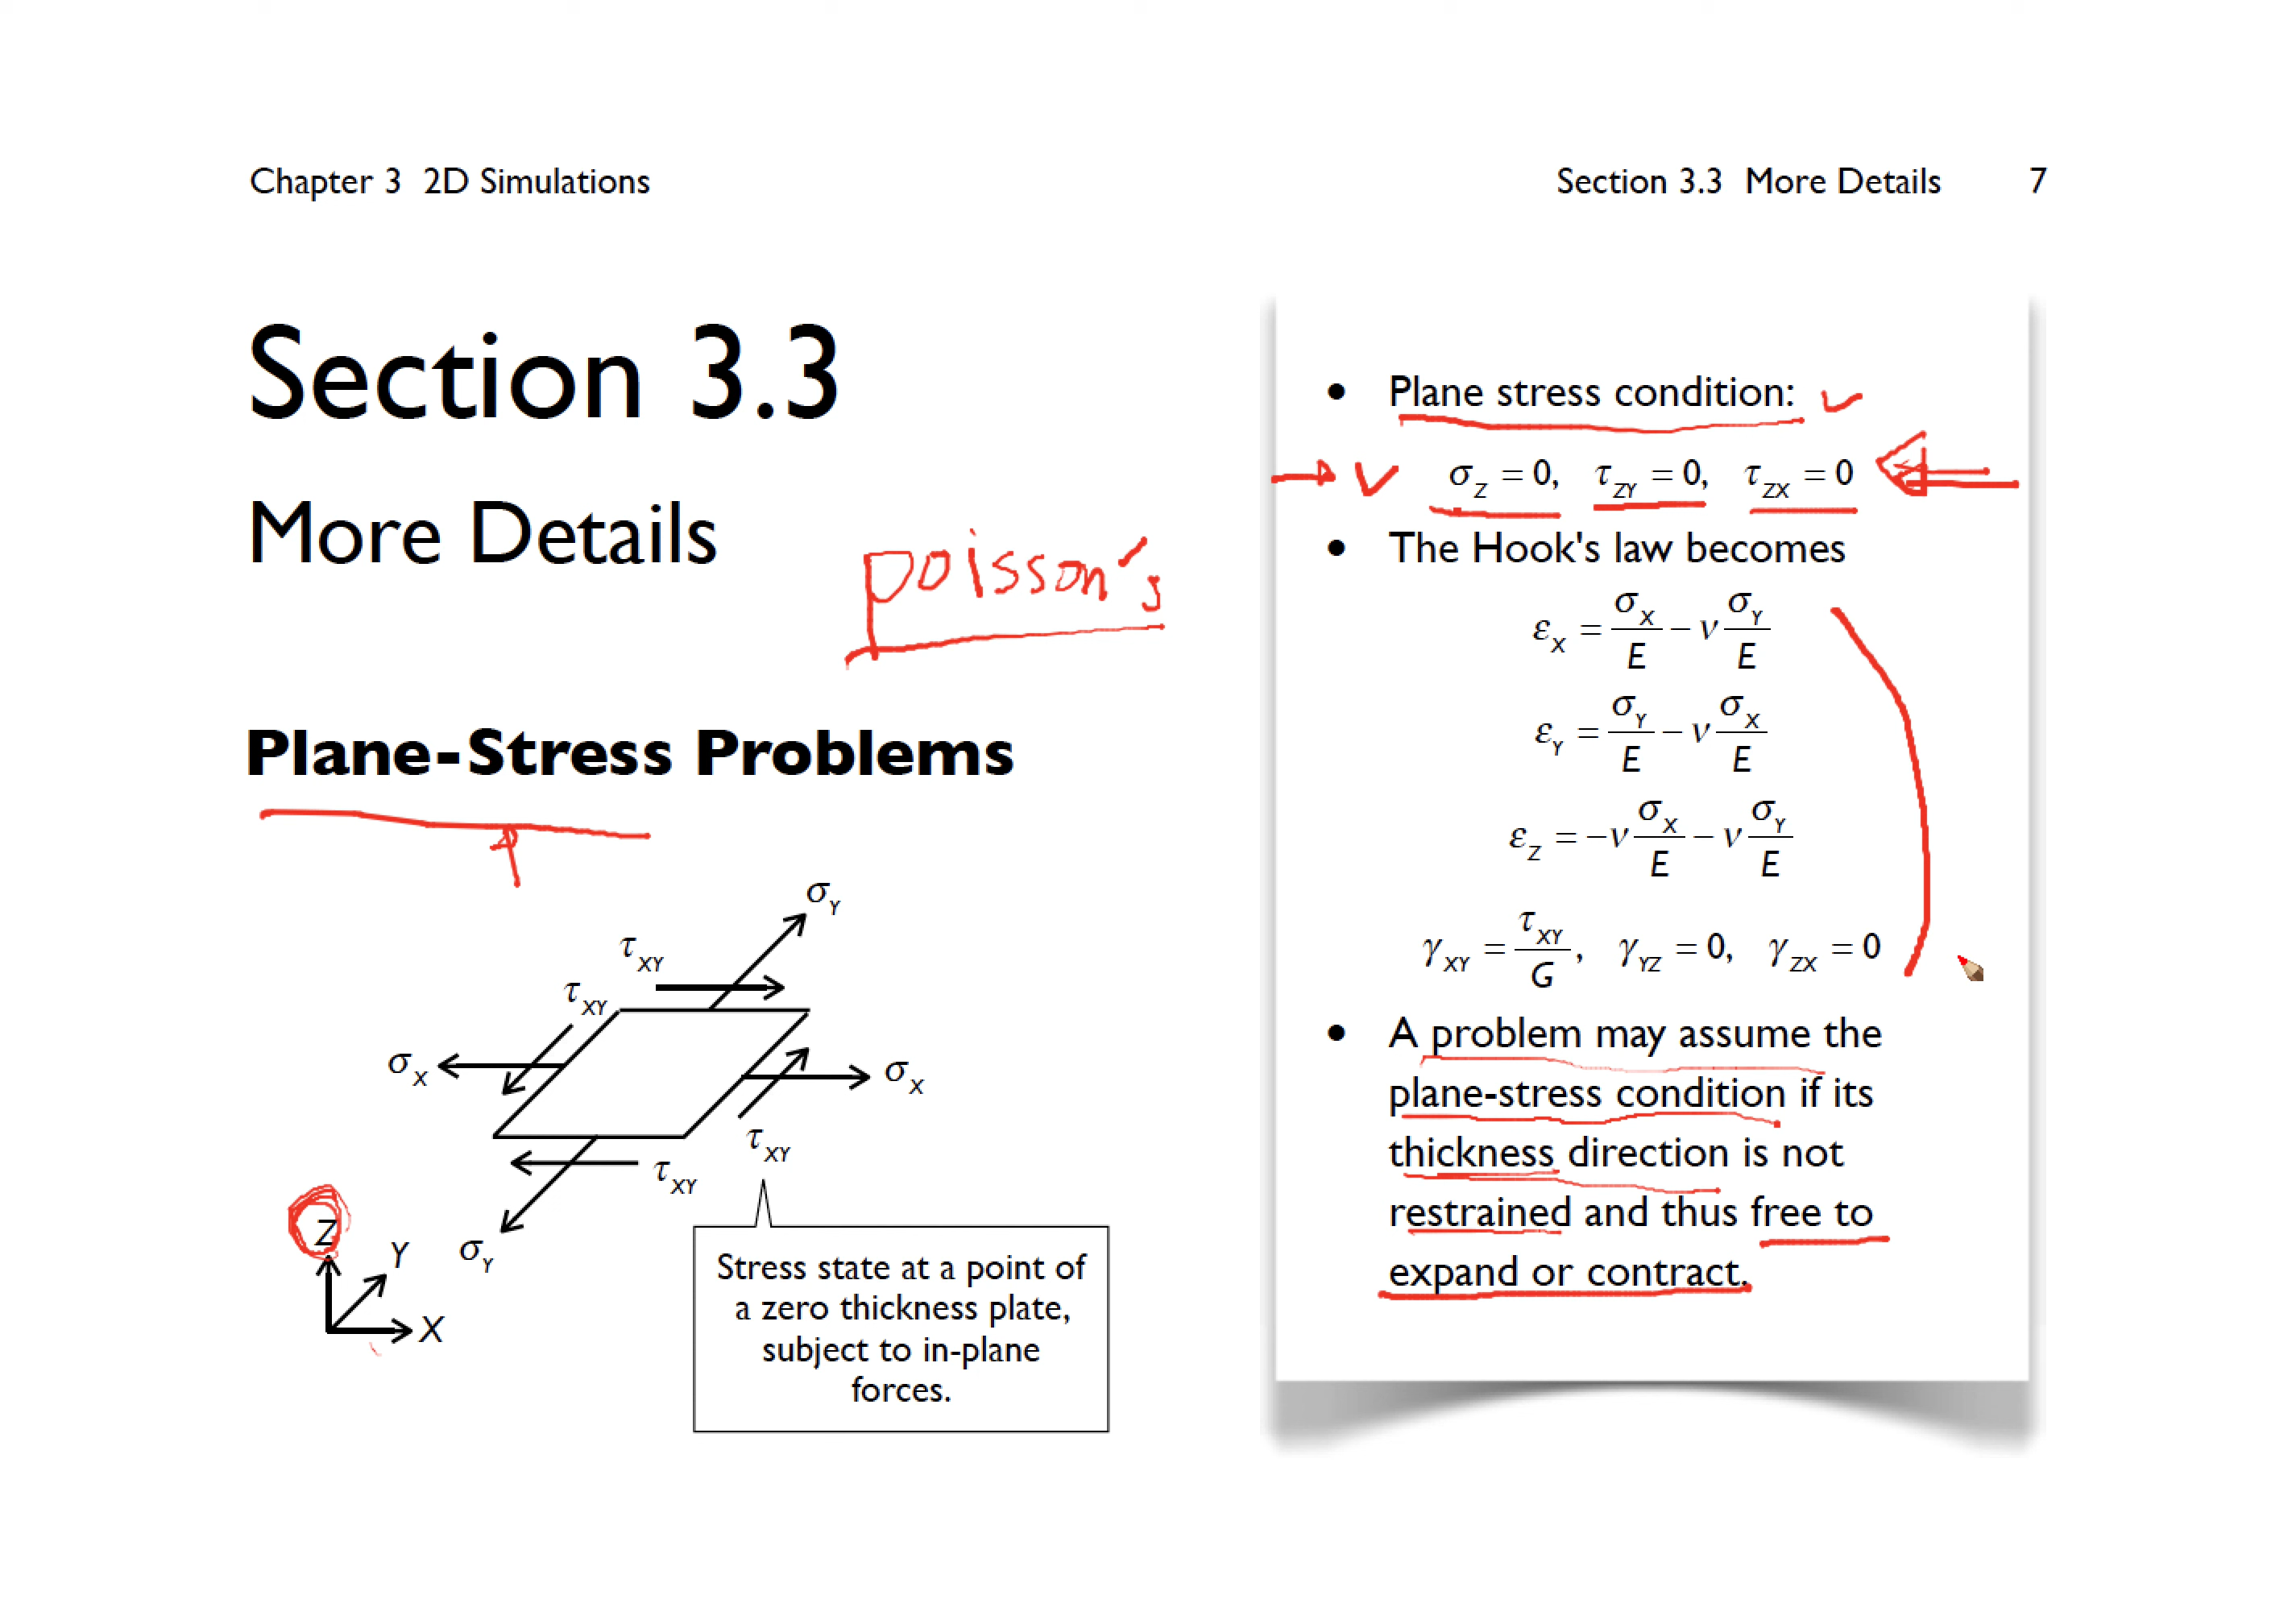 Chapter 3 2D Simulations
Section 3.3 More Details 7
Section 3.3
More Details
poisson's
Plane-Stress Problems
σY
τXY
τXY
σX
σX
τXY
τXY
σY
Z
Y
X
Stress state at a point of
a zero thickness plate,
subject to in-plane
forces.
• Plane stress condition:
σZ = 0, τZY = 0, τZX = 0
• The Hook's law becomes
εX = σX/E − ν σY/E
εY = σY/E − ν σX/E
εZ = −ν σX/E − ν σY/E
γXY = τXY/G, γYZ = 0, γZX = 0
• A problem may assume the
plane-stress condition if its
thickness direction is not
restrained and thus free to
expand or contract.